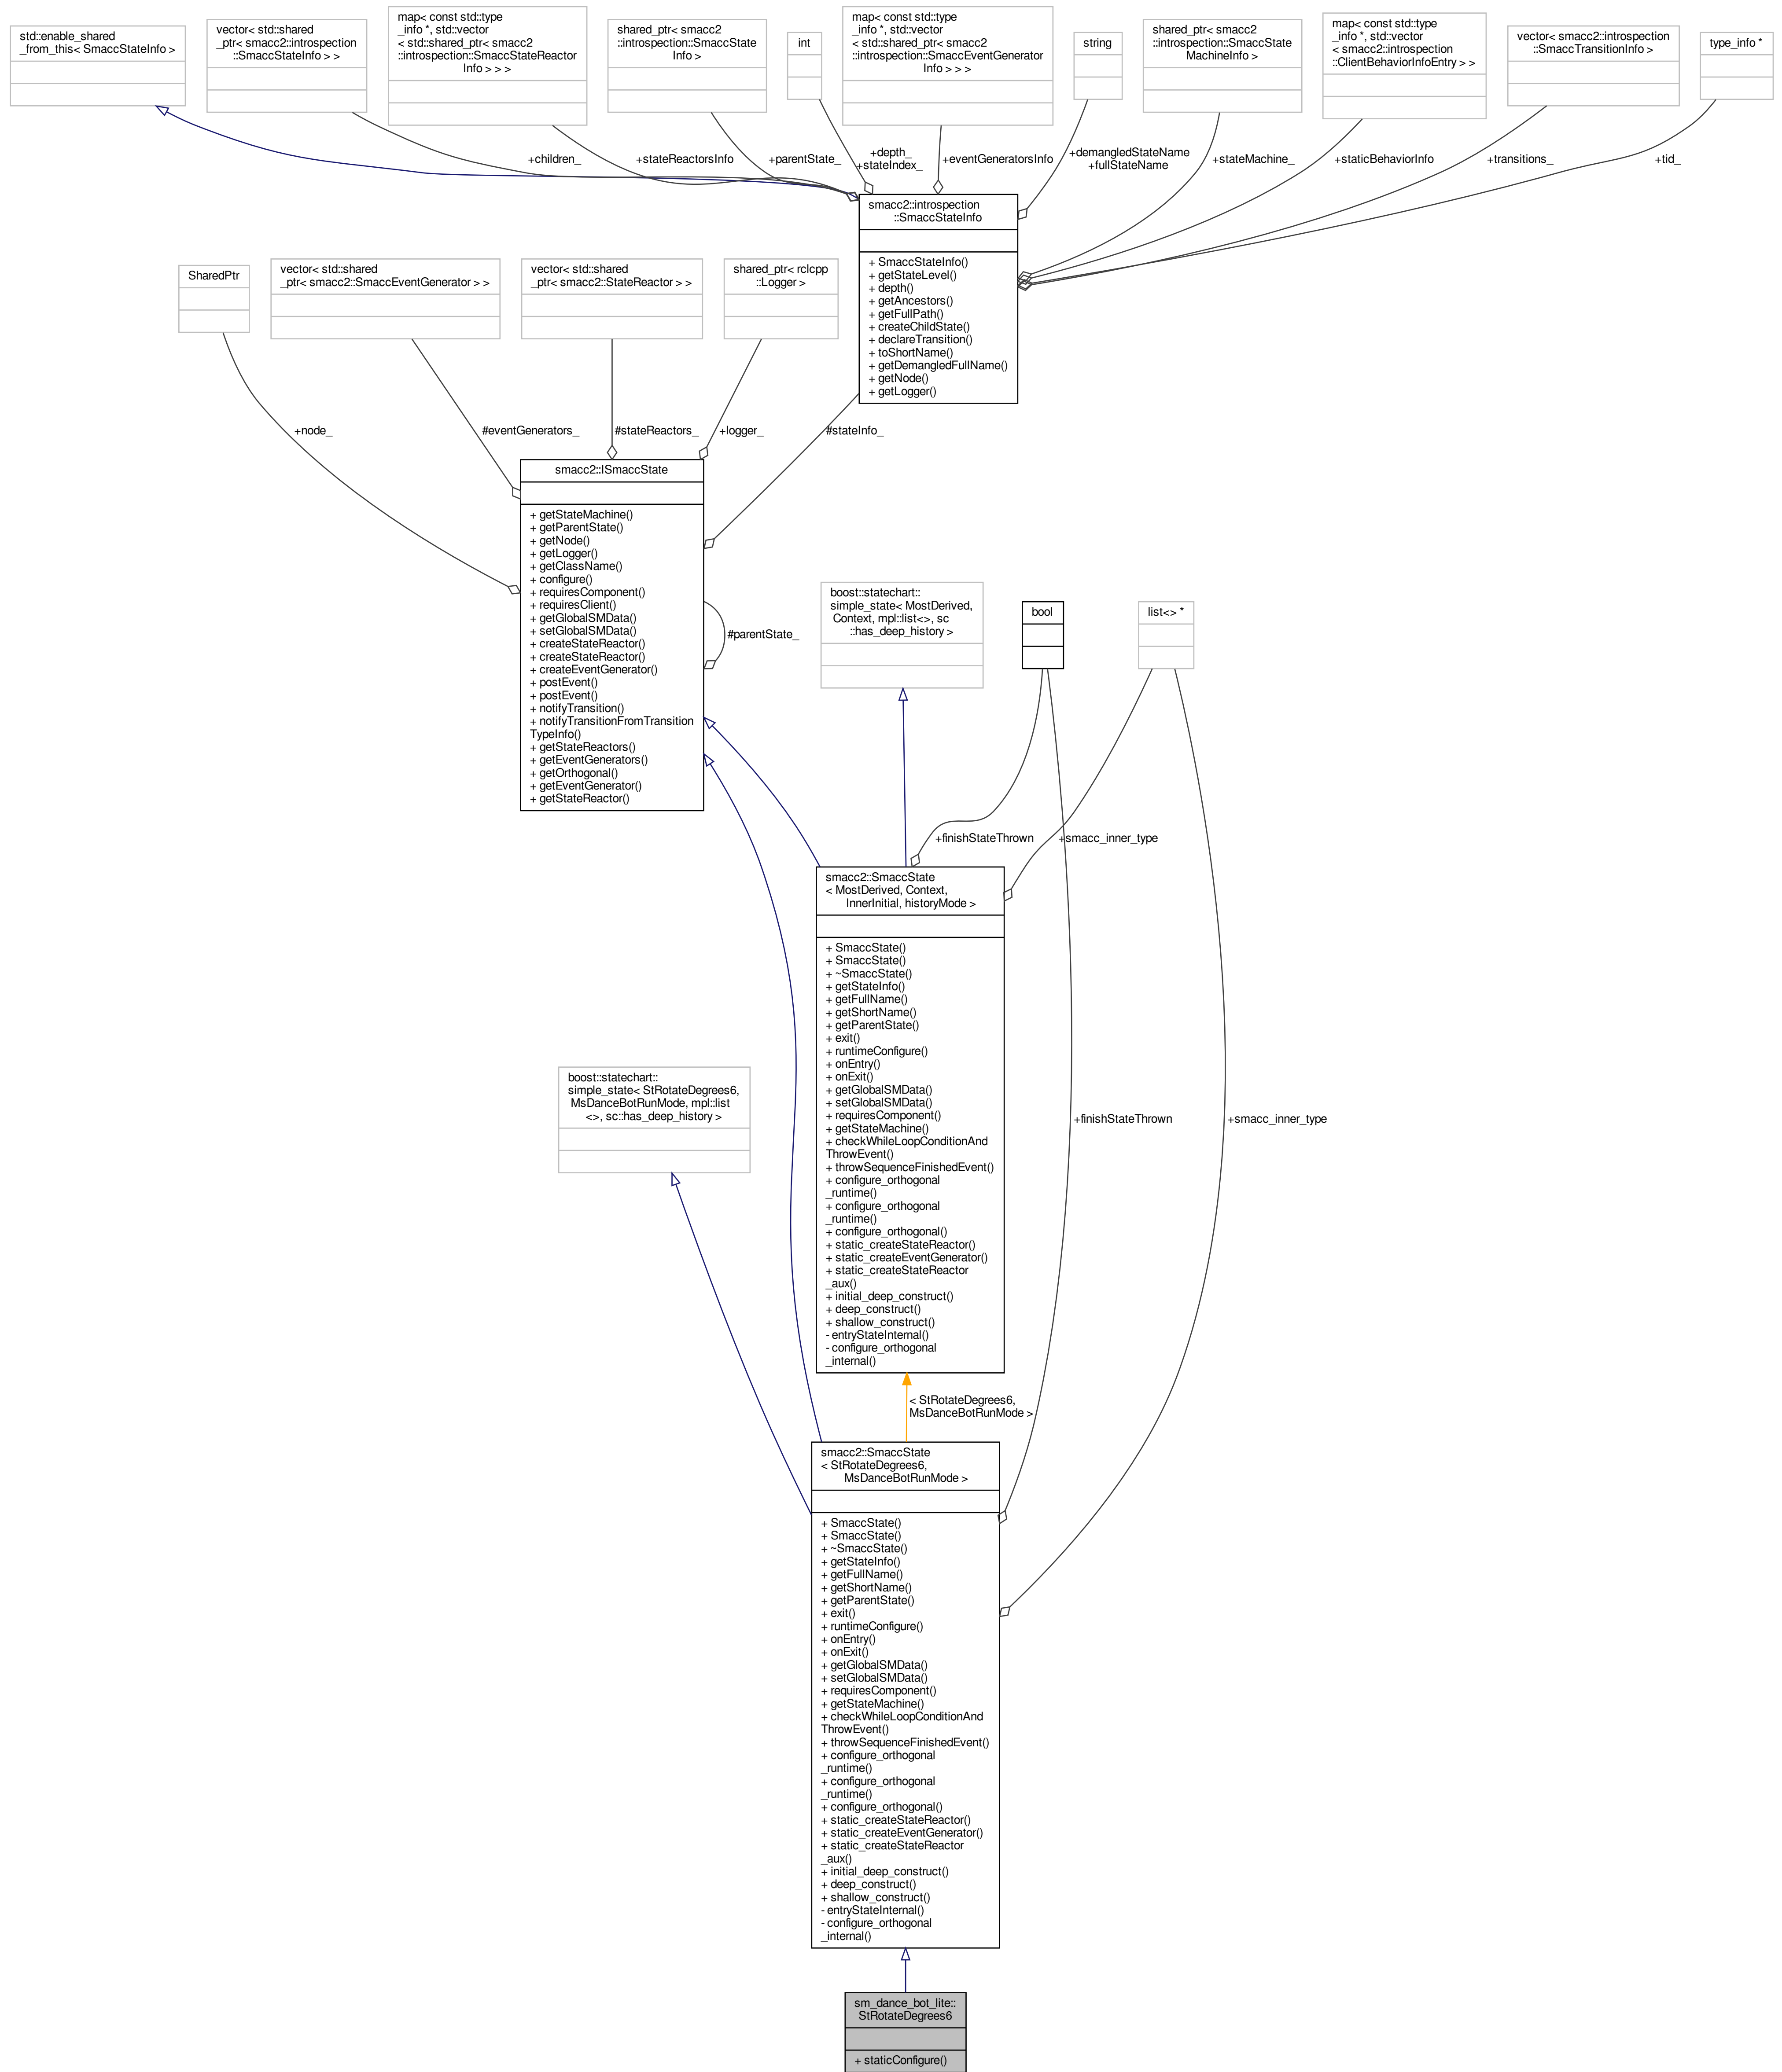 std::enable_shared
_from_this< SmaccStateInfo >
vector< std::shared
_ptr< smacc2::introspection
::SmaccStateInfo > >
map< const std::type
_info *, std::vector
< std::shared_ptr< smacc2
::introspection::SmaccStateReactor
Info > > >
shared_ptr< smacc2
::introspection::SmaccState
Info >
int
map< const std::type
_info *, std::vector
< std::shared_ptr< smacc2
::introspection::SmaccEventGenerator
Info > > >
string
shared_ptr< smacc2
::introspection::SmaccState
MachineInfo >
map< const std::type
_info *, std::vector
< smacc2::introspection
::ClientBehaviorInfoEntry > >
vector< smacc2::introspection
::SmaccTransitionInfo >
type_info *
+children_
+stateReactorsInfo
+parentState_
+depth_
+stateIndex_
+eventGeneratorsInfo
+demangledStateName
+fullStateName
+stateMachine_
+staticBehaviorInfo
+transitions_
+tid_
smacc2::introspection
::SmaccStateInfo
+ SmaccStateInfo()
+ getStateLevel()
+ depth()
+ getAncestors()
+ getFullPath()
+ createChildState()
+ declareTransition()
+ toShortName()
+ getDemangledFullName()
+ getNode()
+ getLogger()
SharedPtr
vector< std::shared
_ptr< smacc2::SmaccEventGenerator > >
vector< std::shared
_ptr< smacc2::StateReactor > >
shared_ptr< rclcpp
::Logger >
+node_
#eventGenerators_
#stateReactors_
+logger_
#stateInfo_
smacc2::ISmaccState
+ getStateMachine()
+ getParentState()
+ getNode()
+ getLogger()
+ getClassName()
+ configure()
+ requiresComponent()
+ requiresClient()
+ getGlobalSMData()
+ setGlobalSMData()
+ createStateReactor()
+ createStateReactor()
+ createEventGenerator()
+ postEvent()
+ postEvent()
+ notifyTransition()
+ notifyTransitionFromTransition
TypeInfo()
+ getStateReactors()
+ getEventGenerators()
+ getOrthogonal()
+ getEventGenerator()
+ getStateReactor()
#parentState_
boost::statechart::
simple_state< MostDerived,
Context, mpl::list<>, sc
::has_deep_history >
bool
list<> *
+finishStateThrown
+smacc_inner_type
smacc2::SmaccState
< MostDerived, Context,
InnerInitial, historyMode >
+ SmaccState()
+ SmaccState()
+ ~SmaccState()
+ getStateInfo()
+ getFullName()
+ getShortName()
+ getParentState()
+ exit()
+ runtimeConfigure()
+ onEntry()
+ onExit()
+ getGlobalSMData()
+ setGlobalSMData()
+ requiresComponent()
+ getStateMachine()
+ checkWhileLoopConditionAnd
ThrowEvent()
+ throwSequenceFinishedEvent()
+ configure_orthogonal
_runtime()
+ configure_orthogonal
_runtime()
+ configure_orthogonal()
+ static_createStateReactor()
+ static_createEventGenerator()
+ static_createStateReactor
_aux()
+ initial_deep_construct()
+ deep_construct()
+ shallow_construct()
- entryStateInternal()
- configure_orthogonal
_internal()
boost::statechart::
simple_state< StRotateDegrees6,
MsDanceBotRunMode, mpl::list
<>, sc::has_deep_history >
+finishStateThrown
+smacc_inner_type
< StRotateDegrees6,
MsDanceBotRunMode >
smacc2::SmaccState
< StRotateDegrees6,
MsDanceBotRunMode >
+ SmaccState()
+ SmaccState()
+ ~SmaccState()
+ getStateInfo()
+ getFullName()
+ getShortName()
+ getParentState()
+ exit()
+ runtimeConfigure()
+ onEntry()
+ onExit()
+ getGlobalSMData()
+ setGlobalSMData()
+ requiresComponent()
+ getStateMachine()
+ checkWhileLoopConditionAnd
ThrowEvent()
+ throwSequenceFinishedEvent()
+ configure_orthogonal
_runtime()
+ configure_orthogonal
_runtime()
+ configure_orthogonal()
+ static_createStateReactor()
+ static_createEventGenerator()
+ static_createStateReactor
_aux()
+ initial_deep_construct()
+ deep_construct()
+ shallow_construct()
- entryStateInternal()
- configure_orthogonal
_internal()
sm_dance_bot_lite::
StRotateDegrees6
+ staticConfigure()